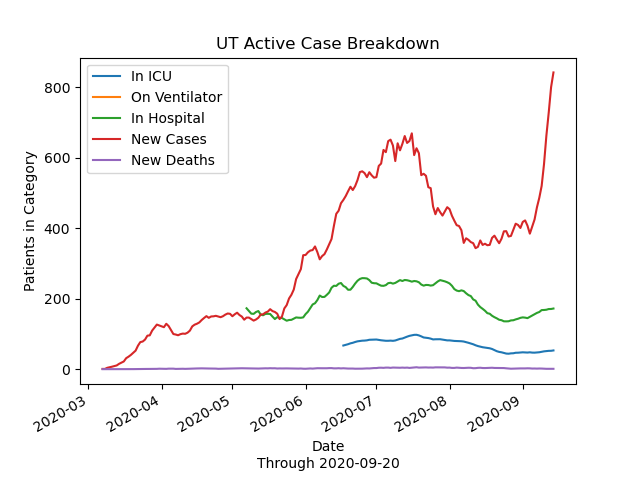 UT Active Case Breakdown
In ICU
On Ventilator
In Hospital
New Cases
New Deaths
800
600
400
200
0
Patients in Category
2020-03
2020-04
2020-05
2020-06
2020-07
2020-08
2020-09
Date
Through 2020-09-20